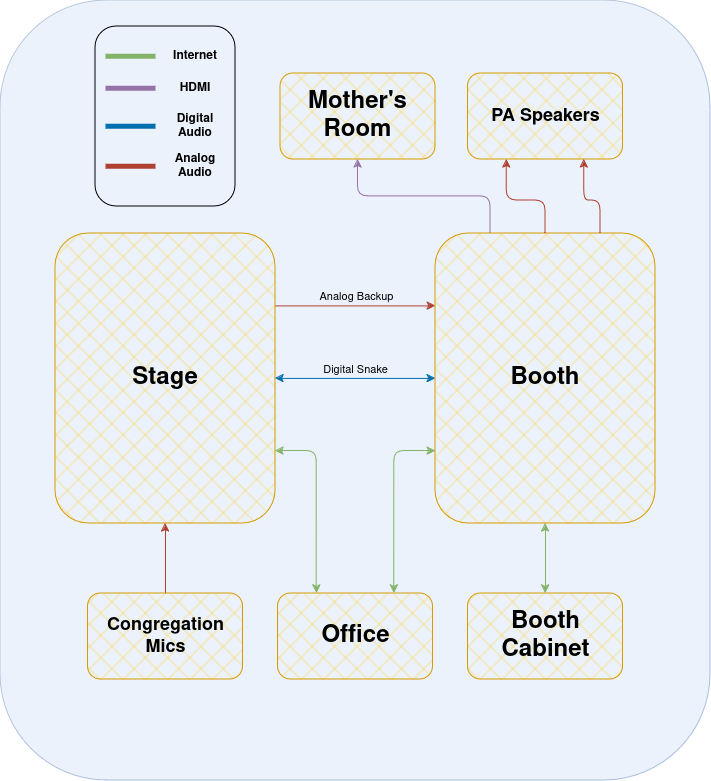 Internet
HDMI
Digital
Audio
Analog
Audio
Mother's
Room
PA Speakers
Analog Backup
Stage
Digital Snake
Booth
Congregation
Mics
Office
Booth
Cabinet